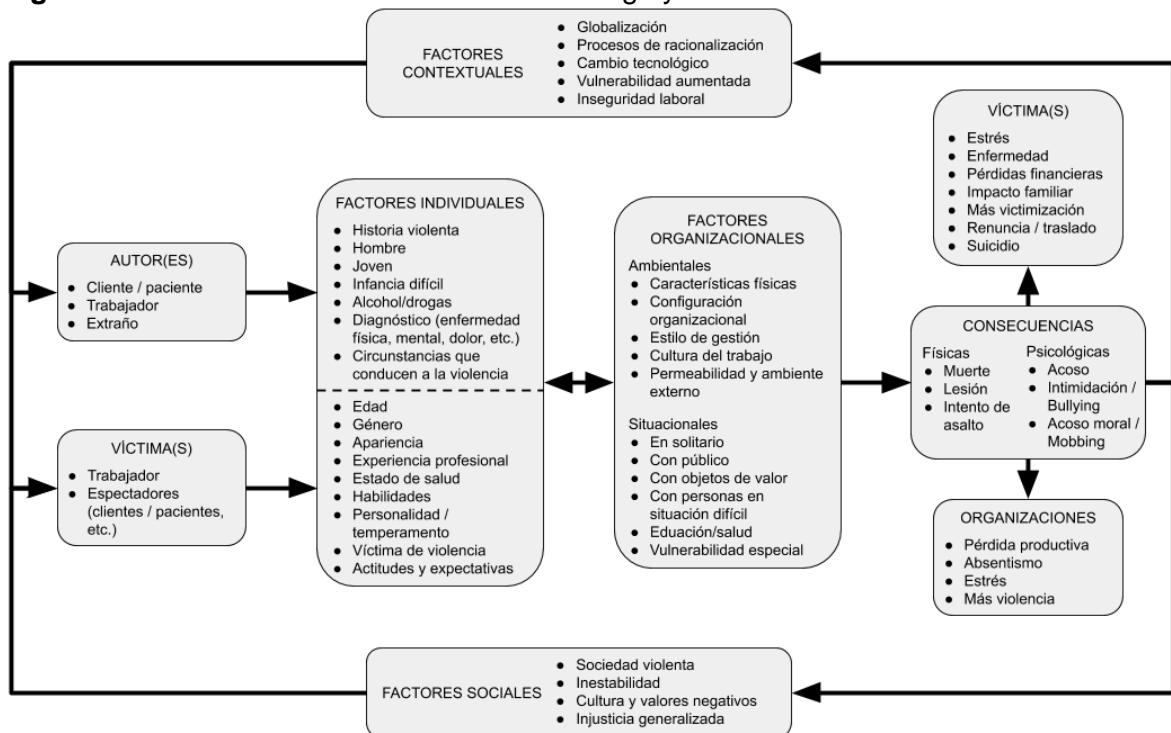 FACTORES
CONTEXTUALES
● Globalización
● Procesos de racionalización
● Cambio tecnológico
● Vulnerabilidad aumentada
● Inseguridad laboral
AUTOR(ES)
● Cliente / paciente
● Trabajador
● Extraño
VÍCTIMA(S)
● Trabajador
● Espectadores
(clientes / pacientes,
etc.)
FACTORES INDIVIDUALES
● Historia violenta
● Hombre
● Joven
● Infancia difícil
● Alcohol/drogas
● Diagnóstico (enfermedad
física, mental, dolor, etc.)
● Circunstancias que
conducen a la violencia
● Edad
● Género
● Apariencia
● Experiencia profesional
● Estado de salud
● Habilidades
● Personalidad /
temperamento
● Víctima de violencia
● Actitudes y expectativas
FACTORES
ORGANIZACIONALES
Ambientales
● Características físicas
● Configuración
organizacional
● Estilo de gestión
● Cultura del trabajo
● Permeabilidad y ambiente
externo
Situacionales
● En solitario
● Con público
● Con objetos de valor
● Con personas en
situación difícil
● Eduación/salud
● Vulnerabilidad especial
VÍCTIMA(S)
● Estrés
● Enfermedad
● Pérdidas financieras
● Impacto familiar
● Más victimización
● Renuncia / traslado
● Suicidio
CONSECUENCIAS
Físicas
● Muerte
● Lesión
● Intento de
asalto
Psicológicas
● Acoso
● Intimidación /
Bullying
● Acoso moral /
Mobbing
ORGANIZACIONES
● Pérdida productiva
● Absentismo
● Estrés
● Más violencia
FACTORES SOCIALES
● Sociedad violenta
● Inestabilidad
● Cultura y valores negativos
● Injusticia generalizada